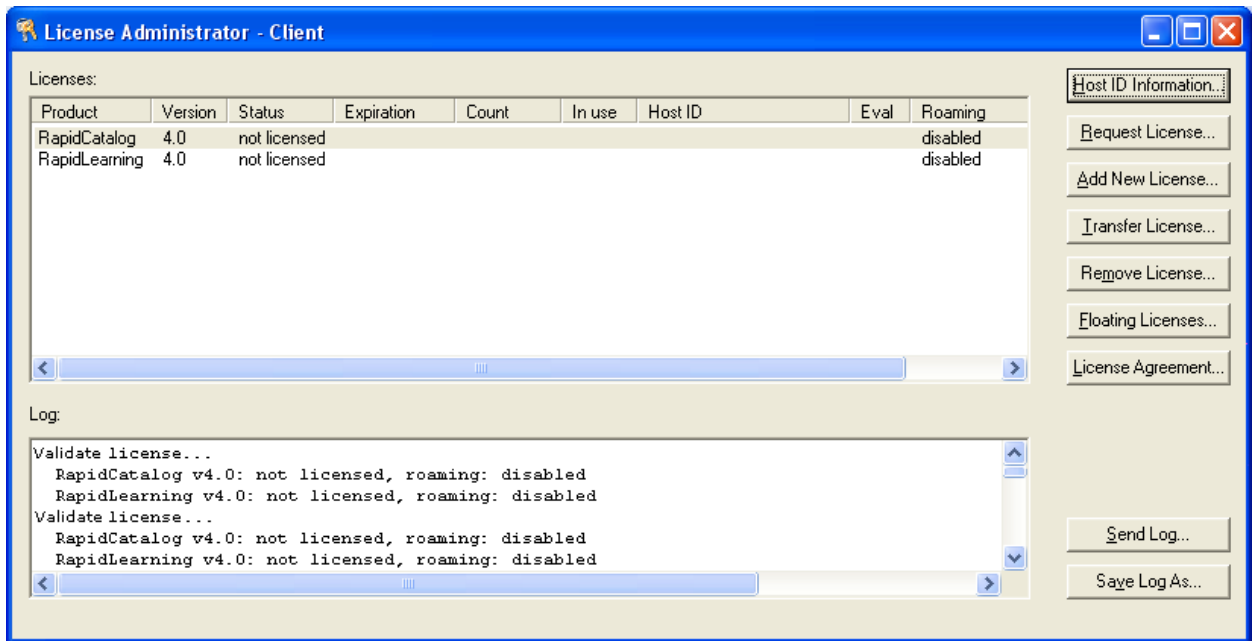 License Administrator - Client
Licenses:
Product Version Status Expiration Count In use Host ID Eval Roaming
RapidCatalog 4.0 not licensed disabled
RapidLearning 4.0 not licensed disabled
Host ID Information...
Request License...
Add New License...
Transfer License...
Remove License...
Floating Licenses...
License Agreement...
Log:
Validate license...
RapidCatalog v4.0: not licensed, roaming: disabled
RapidLearning v4.0: not licensed, roaming: disabled
Validate license...
RapidCatalog v4.0: not licensed, roaming: disabled
RapidLearning v4.0: not licensed, roaming: disabled
Send Log...
Save Log As...